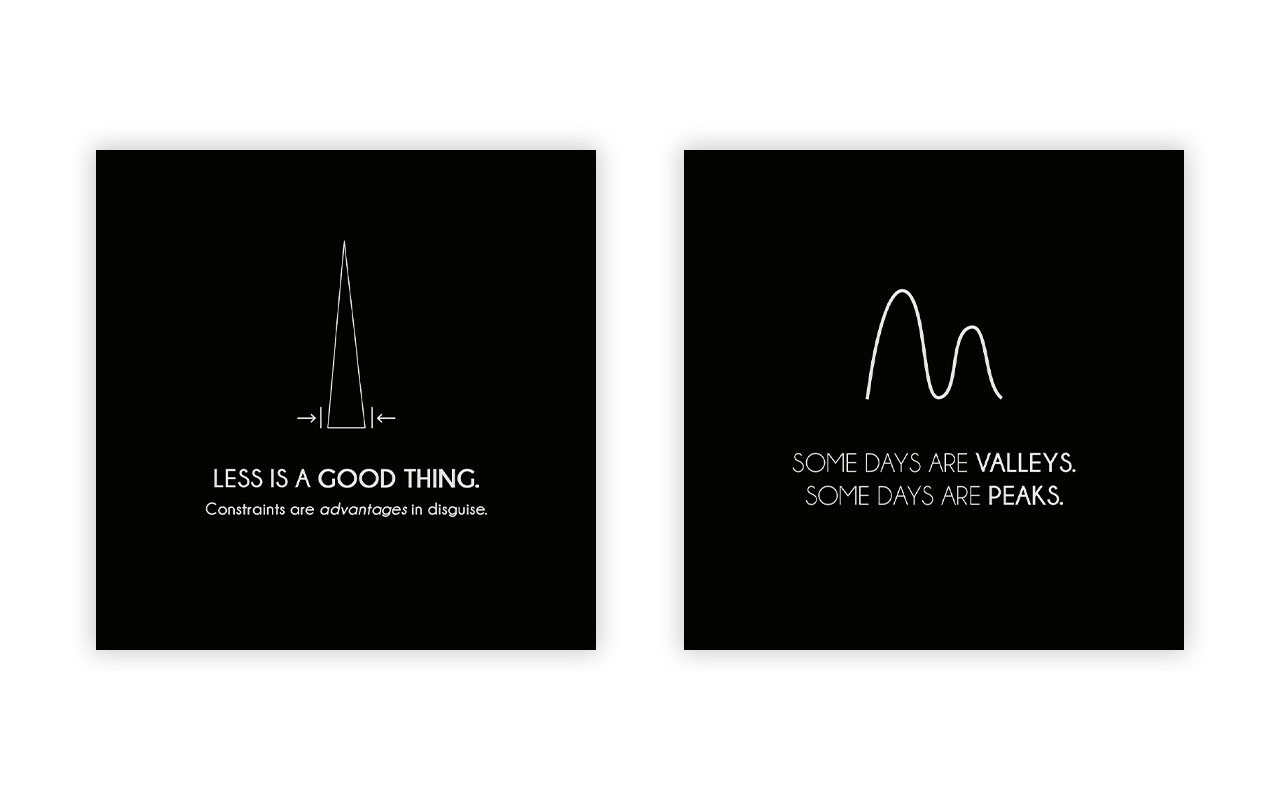 LESS IS A GOOD THING.
Constraints are advantages in disguise.
SOME DAYS ARE VALLEYS.
SOME DAYS ARE PEAKS.